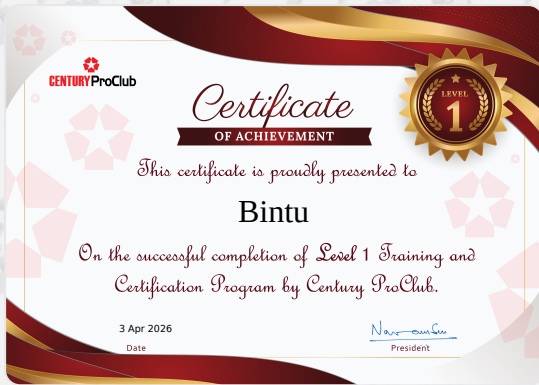 CENTURY ProClub
Certificate
OF ACHIEVEMENT
LEVEL
1
This certificate is proudly presented to
Bintu
On the successful completion of Level 1 Training and
Certification Program by Century ProClub.
3 Apr 2026
Date
President